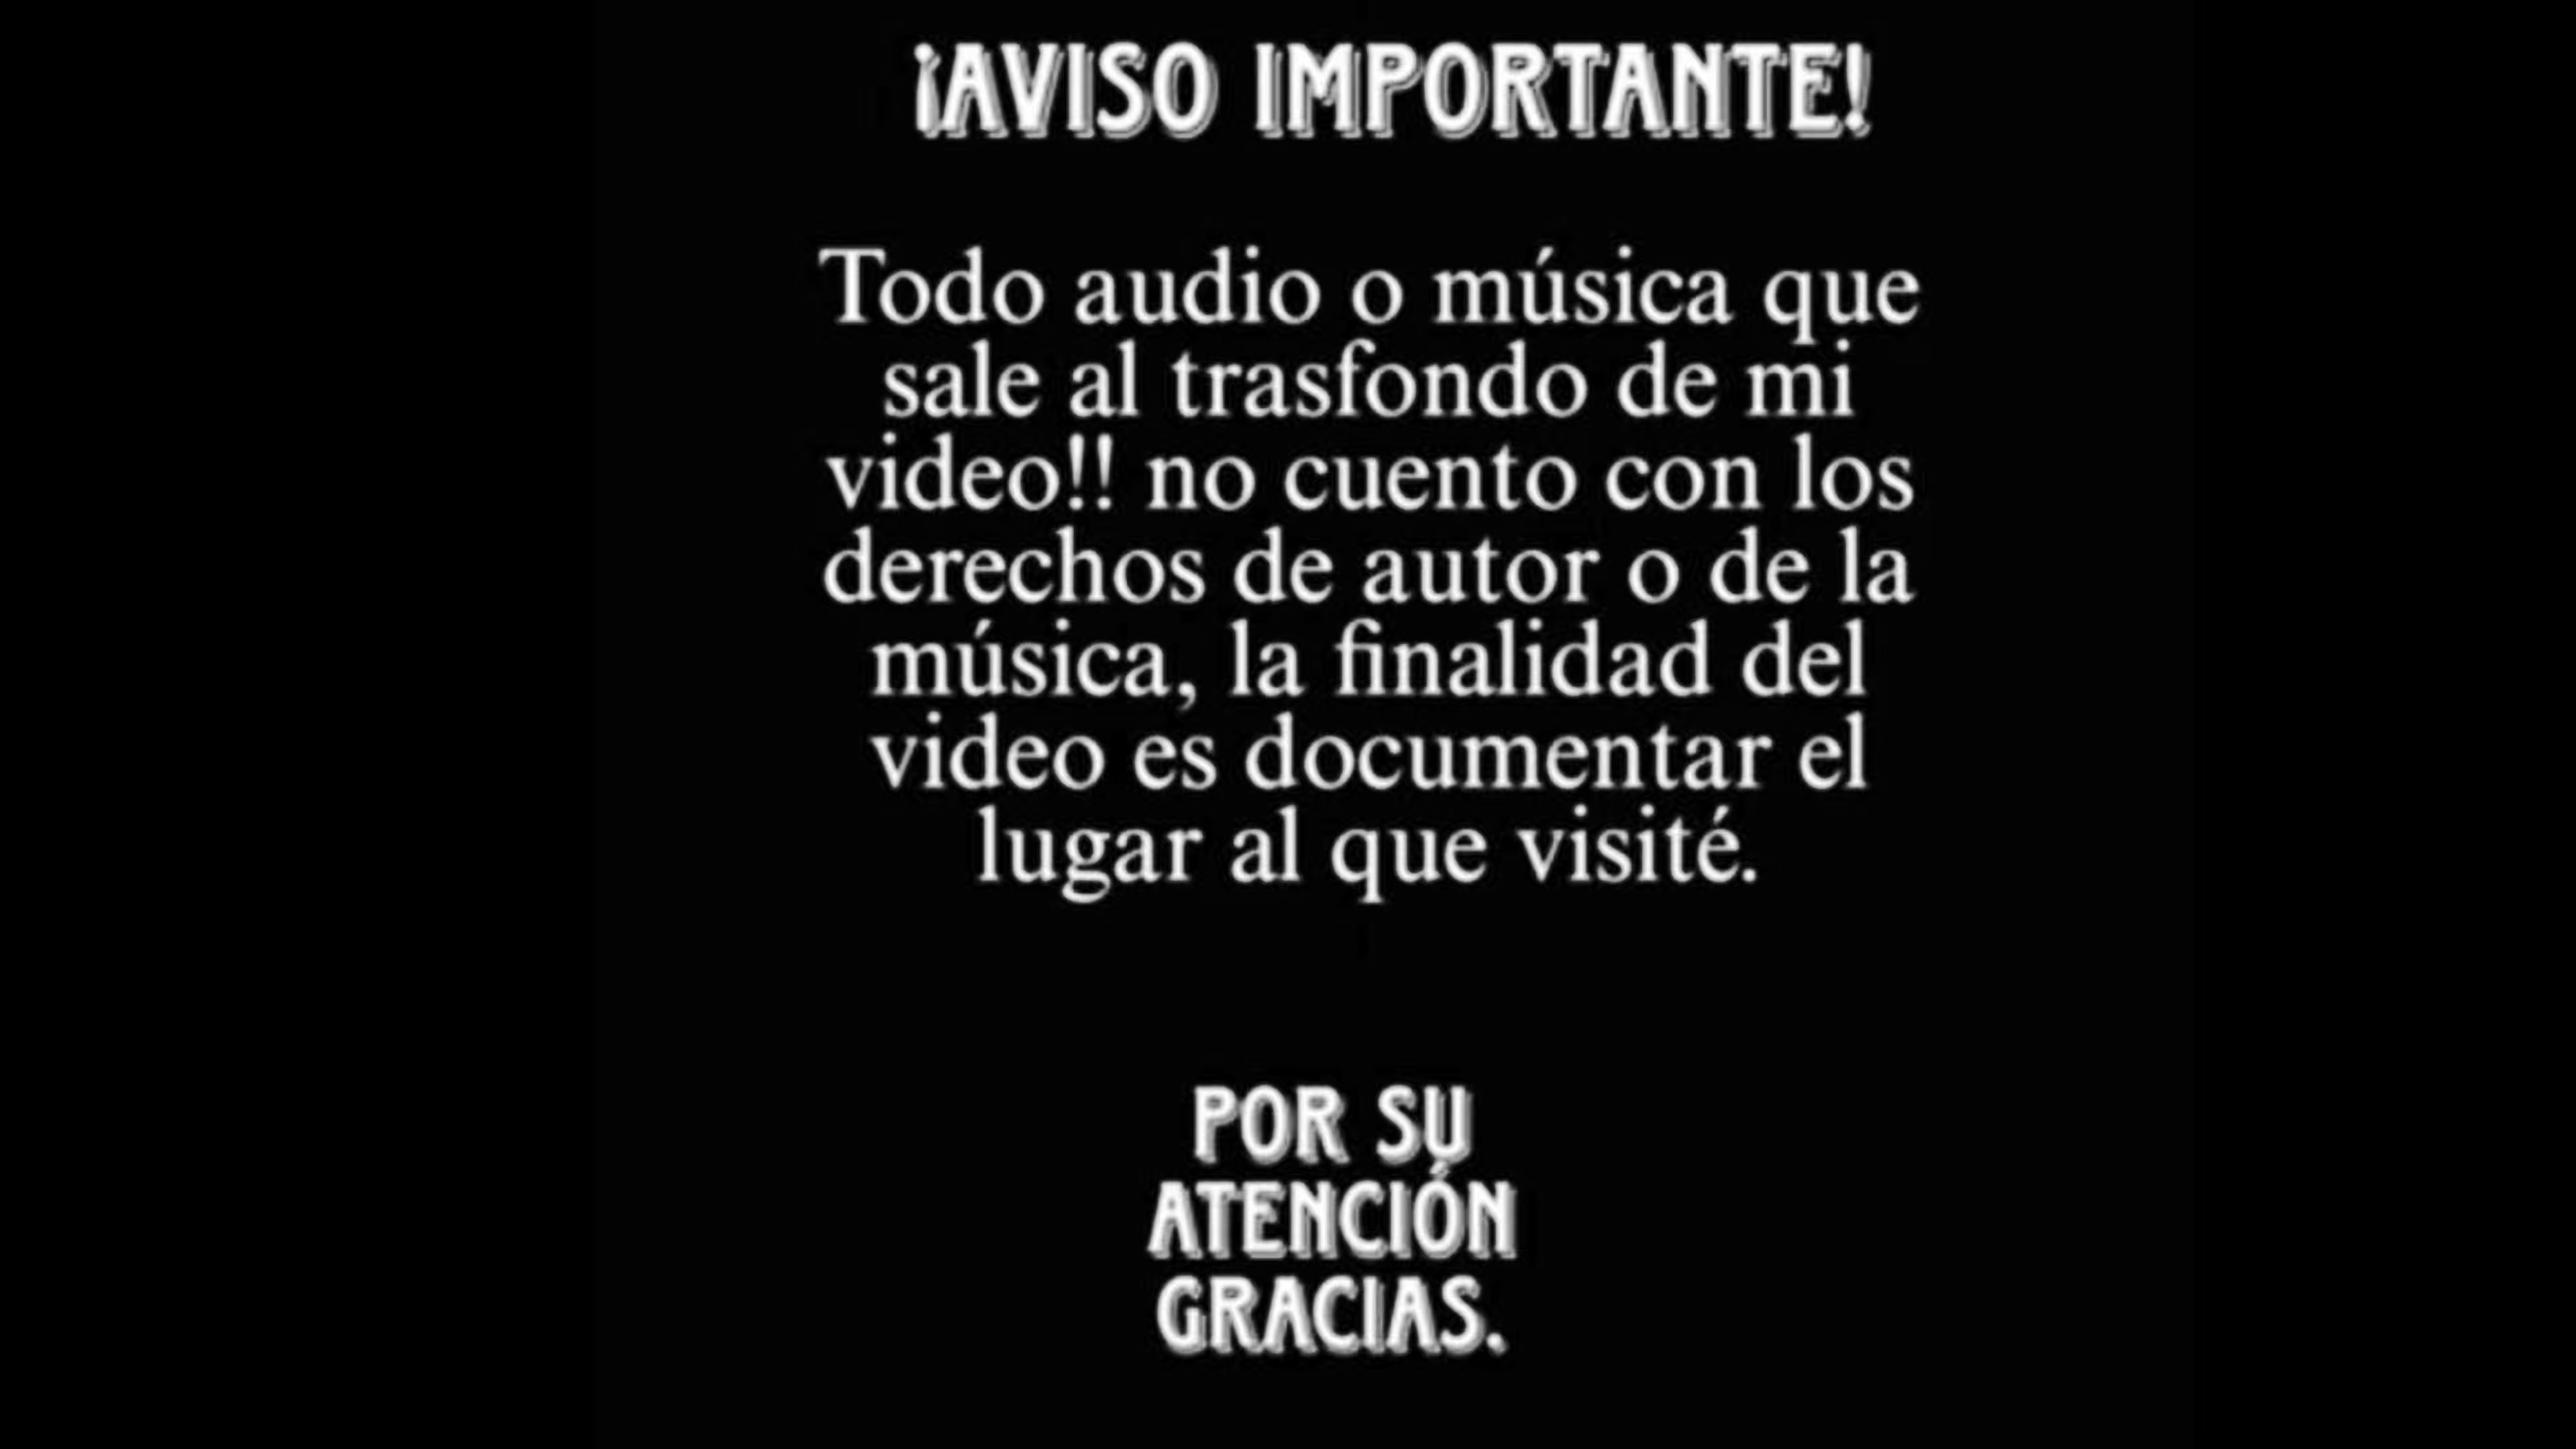 ¡AVISO IMPORTANTE!
Todo audio o música que
sale al trasfondo de mi
video!! no cuento con los
derechos de autor o de la
música, la finalidad del
video es documentar el
lugar al que visité.
POR SU
ATENCIÓN
GRACIAS.